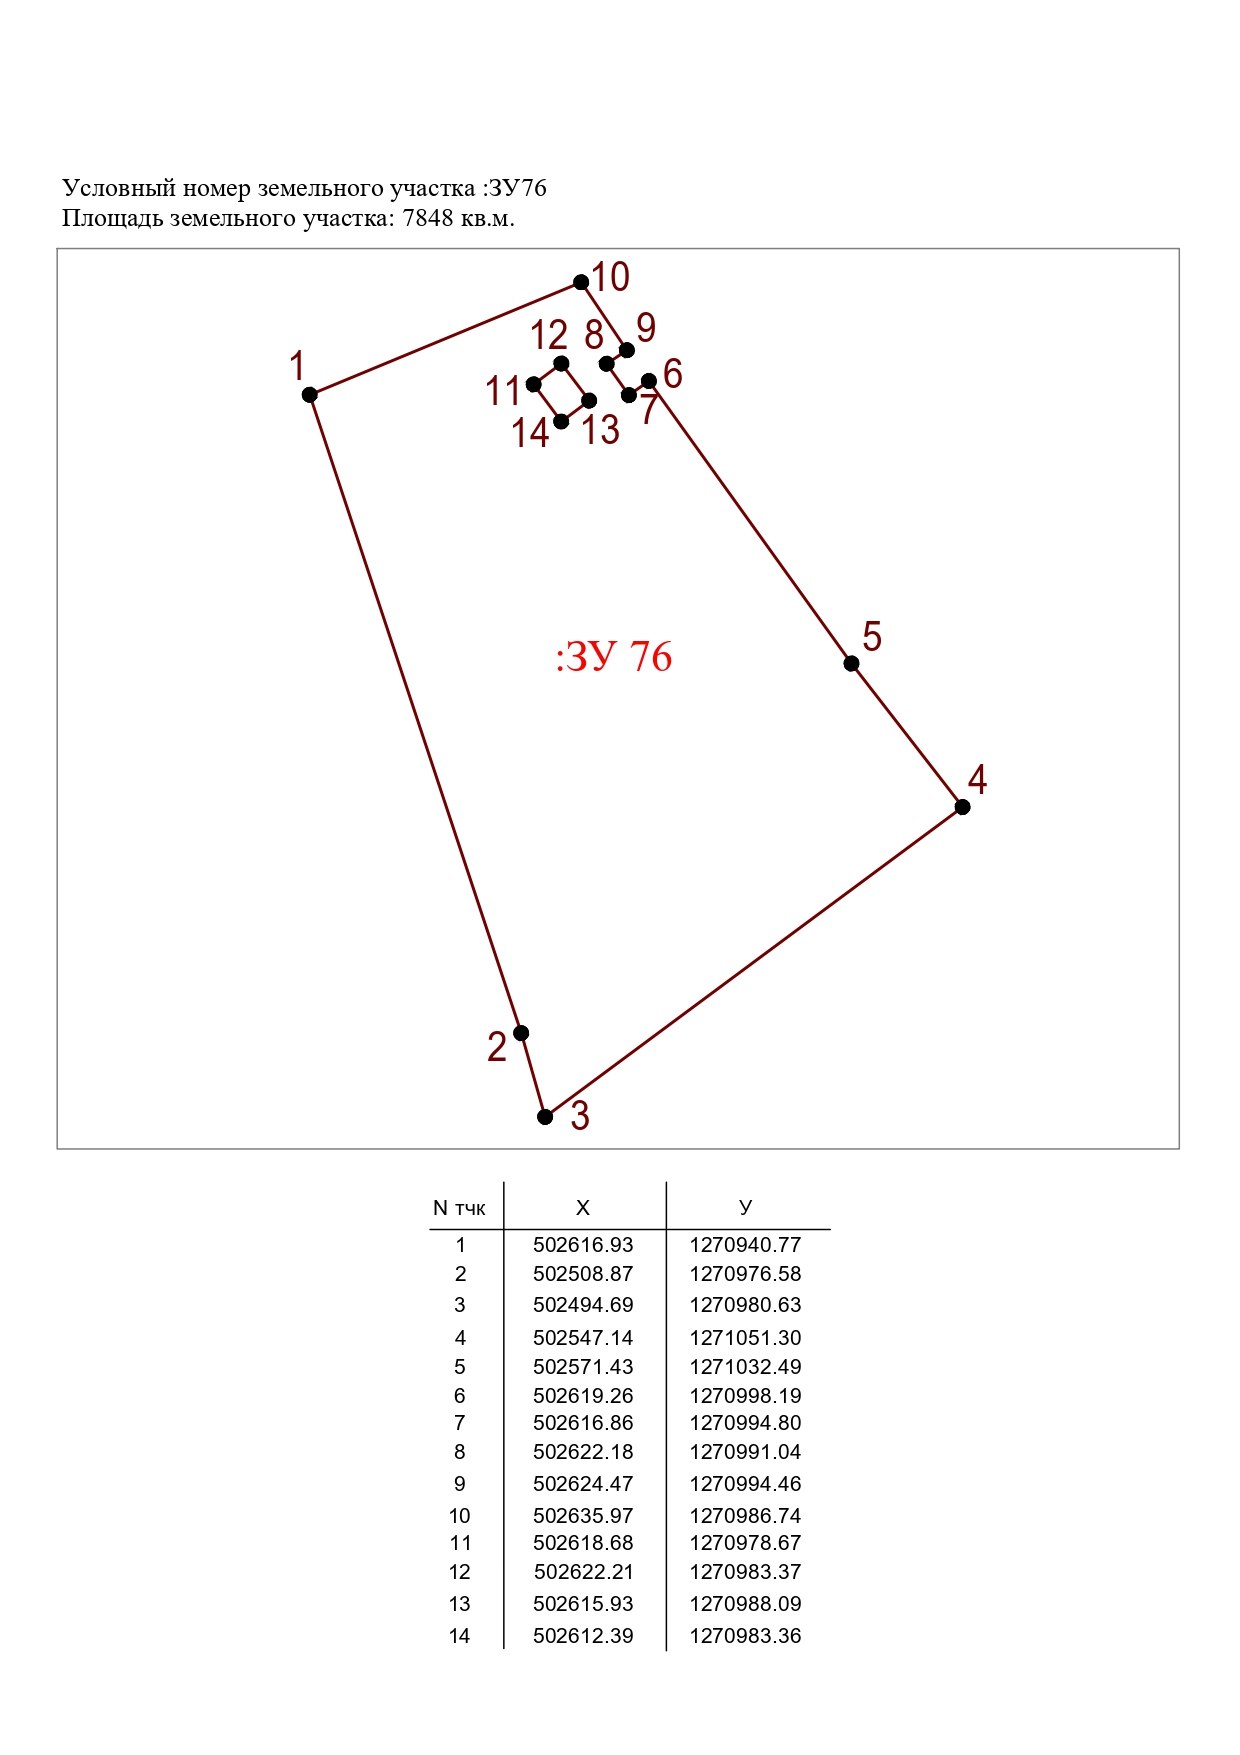 Условный номер земельного участка :ЗУ76
Площадь земельного участка: 7848 кв.м.
10
9
8
12
1
6
11
7
13
14
5
:ЗУ 76
4
2
3
N тчк X У
1 502616.93 1270940.77
2 502508.87 1270976.58
3 502494.69 1270980.63
4 502547.14 1271051.30
5 502571.43 1271032.49
6 502619.26 1270998.19
7 502616.86 1270994.80
8 502622.18 1270991.04
9 502624.47 1270994.46
10 502635.97 1270986.74
11 502618.68 1270978.67
12 502622.21 1270983.37
13 502615.93 1270988.09
14 502612.39 1270983.36